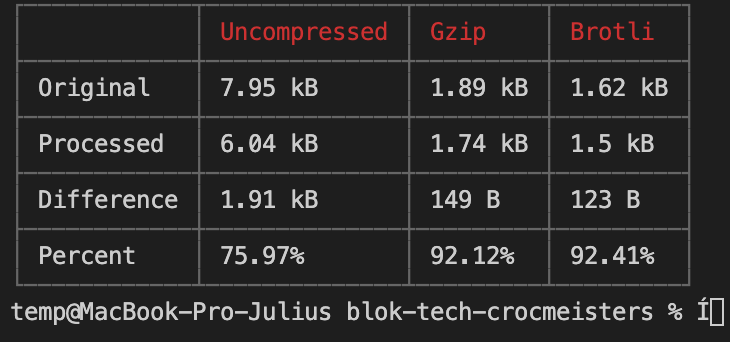 Uncompressed Gzip Brotli
Original 7.95 kB 1.89 kB 1.62 kB
Processed 6.04 kB 1.74 kB 1.5 kB
Difference 1.91 kB 149 B 123 B
Percent 75.97% 92.12% 92.41%
temp@MacBook-Pro-Julius blok-tech-crocmeisters % Í